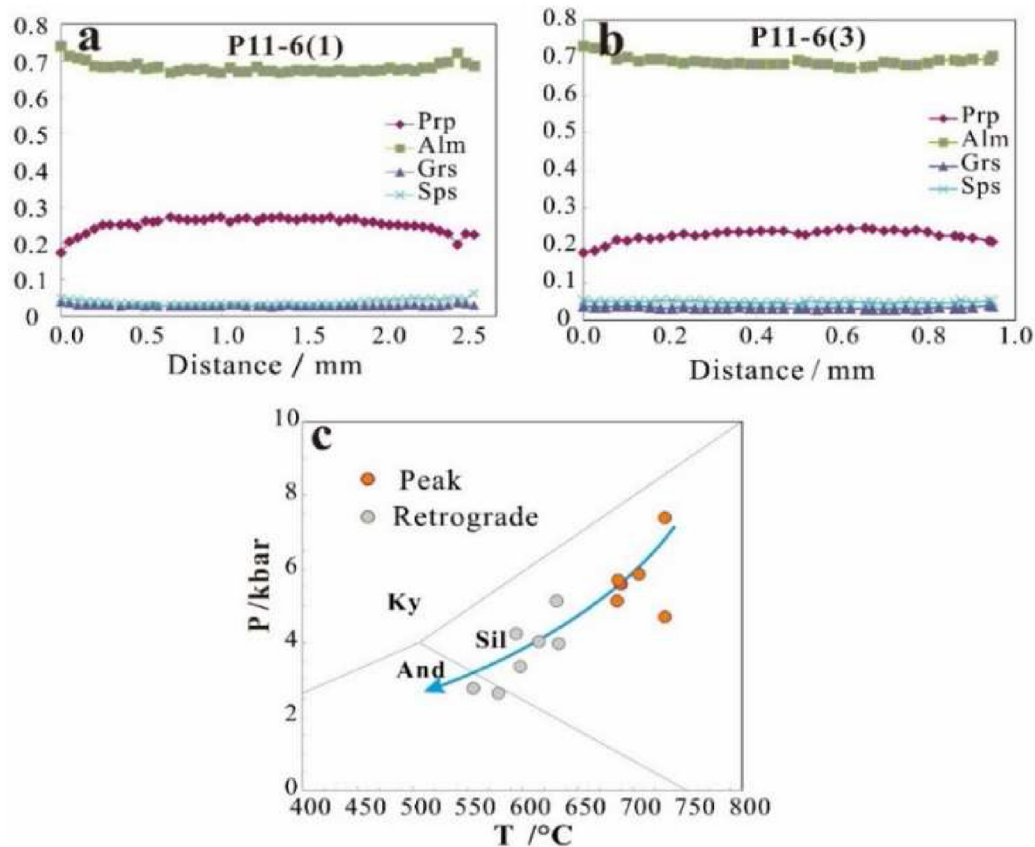 a
P11-6(1)
0.8
0.7
0.6
0.5
0.4
0.3
0.2
0.1
0
Prp
Alm
Grs
Sps
0.0 0.5 1.0 1.5 2.0 2.5
Distance / mm
b
P11-6(3)
0.8
0.7
0.6
0.5
0.4
0.3
0.2
0.1
0
Prp
Alm
Grs
Sps
0.0 0.2 0.4 0.6 0.8 1.0
Distance / mm
c
10
8
6
4
2
0
P /kbar
Peak
Retrograde
Ky
Sil
And
400 450 500 550 600 650 700 750 800
T /°C